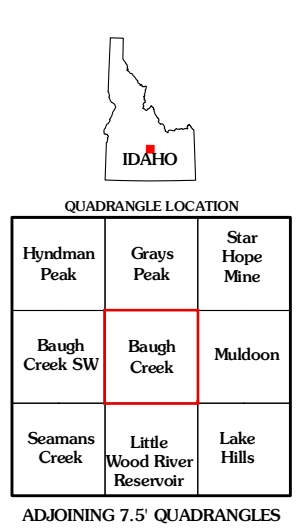 IDAHO
QUADRANGLE LOCATION
Hyndman
Peak
Grays
Peak
Star
Hope
Mine
Baugh
Creek SW
Baugh
Creek
Muldoon
Seamans
Creek
Little
Wood River
Reservoir
Lake
Hills
ADJOINING 7.5' QUADRANGLES